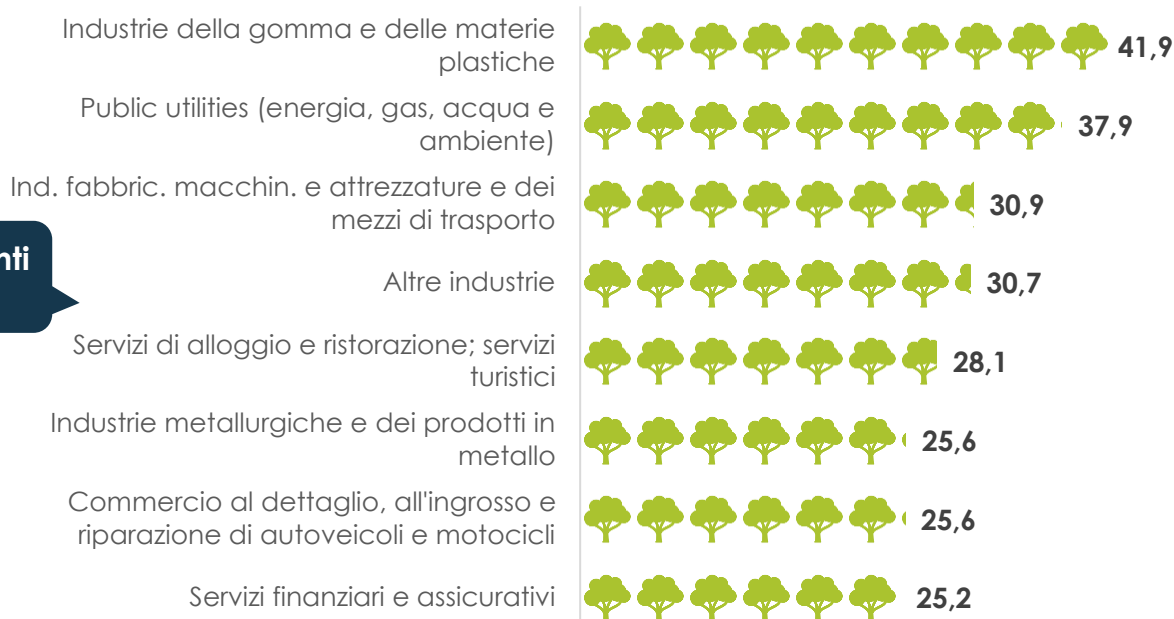 Industrie della gomma e delle materie
plastiche
41,9
Public utilities (energia, gas, acqua e
ambiente)
37,9
Ind. fabbric. macchin. e attrezzature e dei
mezzi di trasporto
30,9
Altre industrie
30,7
Servizi di alloggio e ristorazione; servizi
turistici
28,1
Industrie metallurgiche e dei prodotti in
metallo
25,6
Commercio al dettaglio, all'ingrosso e
riparazione di autoveicoli e motocicli
25,6
Servizi finanziari e assicurativi
25,2